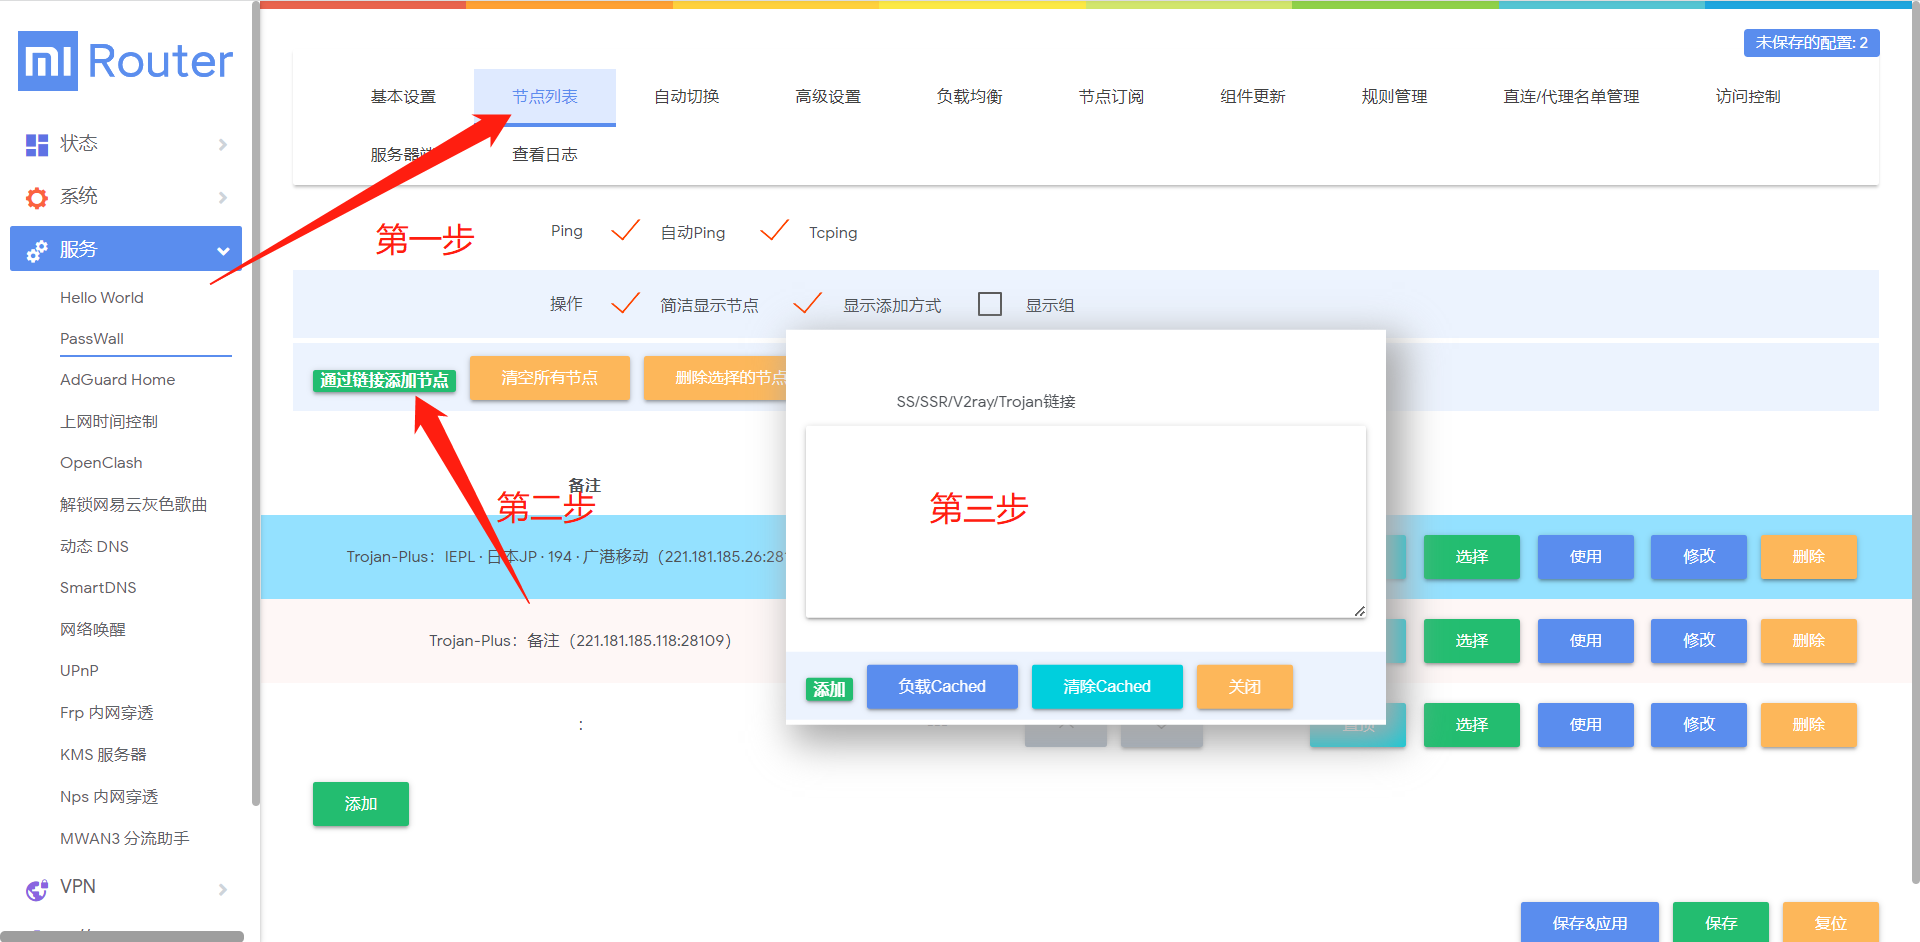 未保存的配置: 2
mi Router
基本设置 节点列表 自动切换 高级设置 负载均衡 节点订阅 组件更新 规则管理 直连/代理名单管理 访问控制
服务器 查看日志
状态
系统
服务
Hello World
PassWall
AdGuard Home
上网时间控制
OpenClash
解锁网易云灰色歌曲
动态 DNS
SmartDNS
网络唤醒
UPnP
Frp 内网穿透
KMS 服务器
Nps 内网穿透
MWAN3 分流助手
VPN
第一步
Ping 自动Ping Tcping
操作 简洁显示节点 显示添加方式 显示组
通过链接添加节点 清空所有节点 删除选择的节点
SS/SSR/V2ray/Trojan链接
备注
第二步
第三步
Trojan-Plus：IEPL · 日本JP · 194 · 广港移动（221.181.185.26:281
选择 使用 修改 删除
Trojan-Plus：备注（221.181.185.118:28109）
选择 使用 修改 删除
添加 负载Cached 清除Cached 关闭
: 置顶 选择 使用 修改 删除
添加
保存&应用 保存 复位